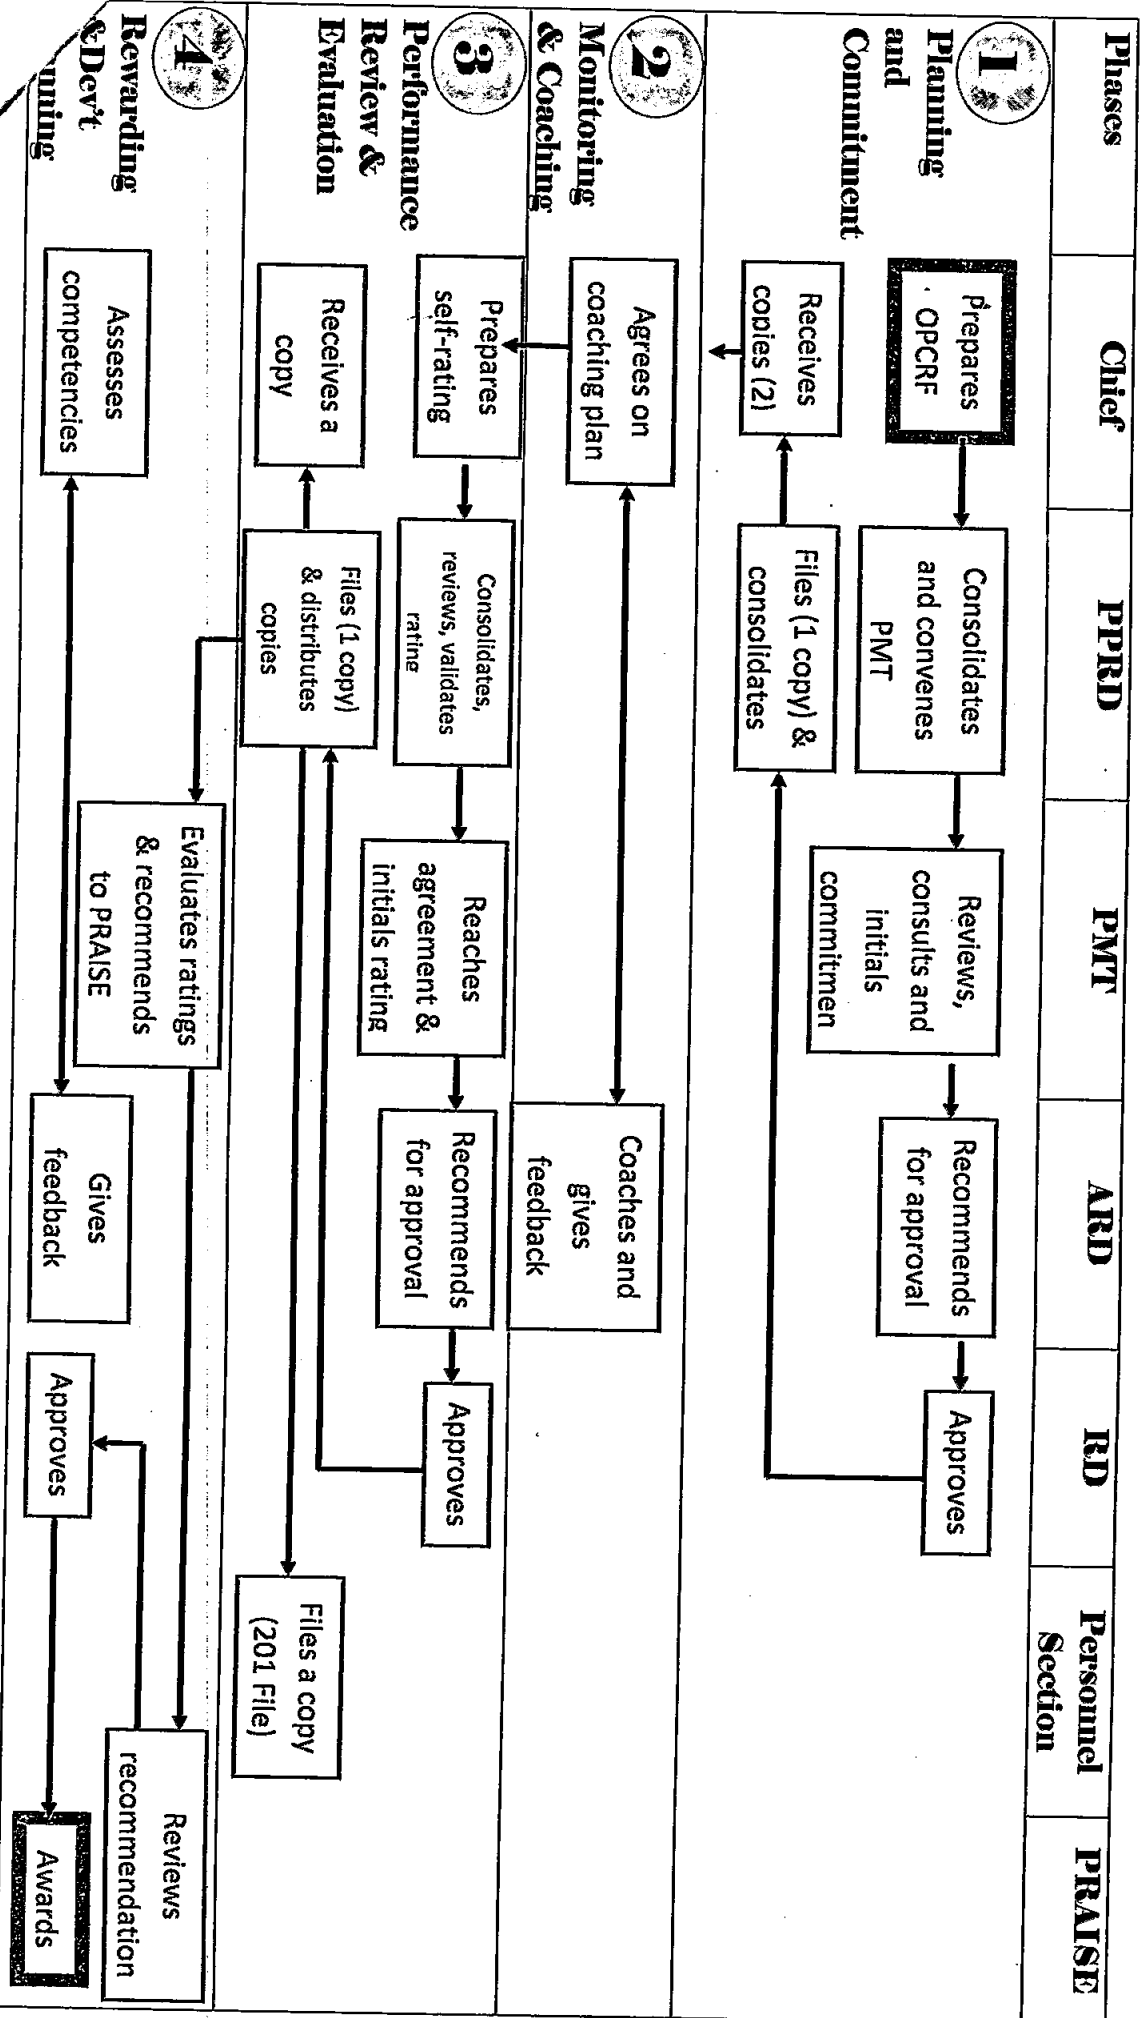 Phases
Chief
PPRD
PMT
ARD
RD
Personnel
Section
PRAISE
1
Planning
and
Commitment
Prepares
OPCRF
Consolidates
and convenes
PMT
Reviews,
consults and
initials
commitmen
Recommends
for approval
Approves
Receives
copies (2)
Files (1 copy) &
consolidates
2
Monitoring
& Coaching
Agrees on
coaching plan
Coaches and
gives
feedback
3
Performance
Review &
Evaluation
Prepares
self-rating
Consolidates,
reviews, validates
rating
Reaches
agreement &
initials rating
Recommends
for approval
Approves
Receives a
copy
Files (1 copy)
& distributes
copies
Files a copy
(201 File)
4
Rewarding
&Dev't
nning
Evaluates ratings
& recommends
to PRAISE
Reviews
recommendation
Assesses
competencies
Gives
feedback
Approves
Awards